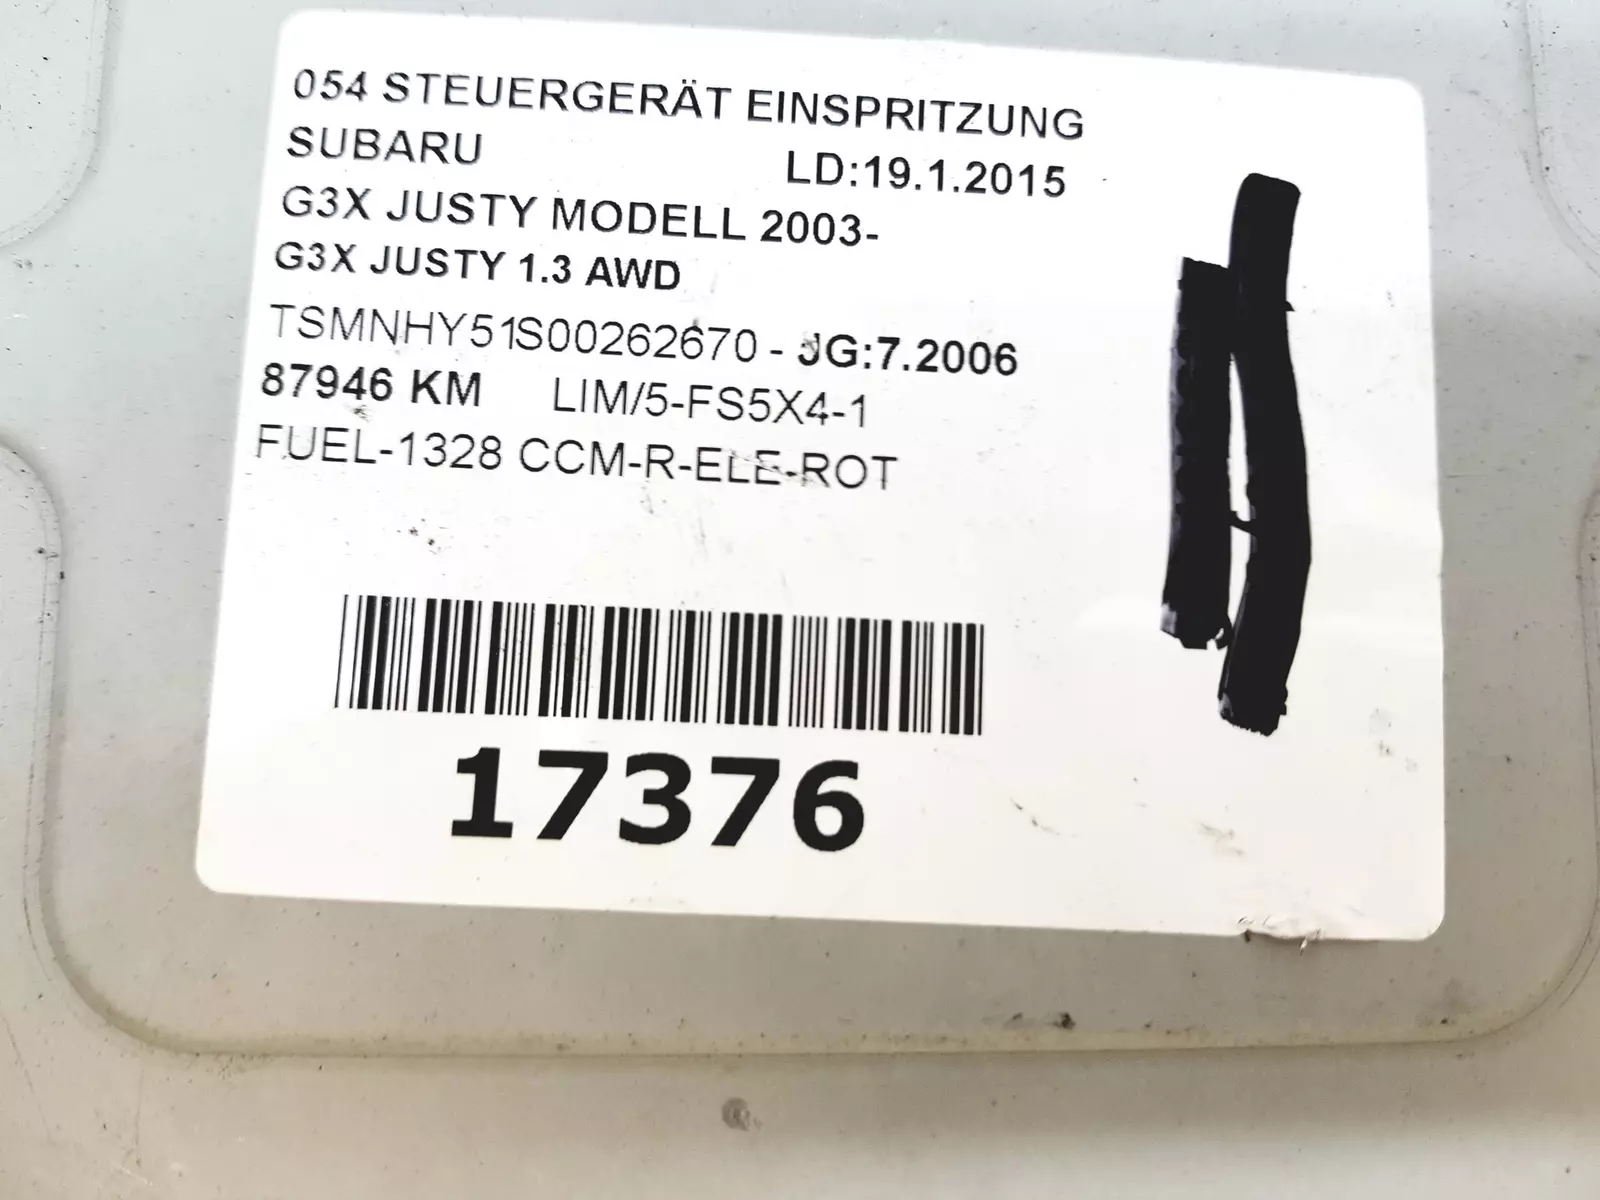 054 STEUERGERÄT EINSPRITZUNG
SUBARU LD:19.1.2015
G3X JUSTY MODELL 2003-
G3X JUSTY 1.3 AWD
TSMNHY51S00262670 - JG:7.2006
87946 KM LIM/5-FS5X4-1
FUEL-1328 CCM-R-ELE-ROT
17376